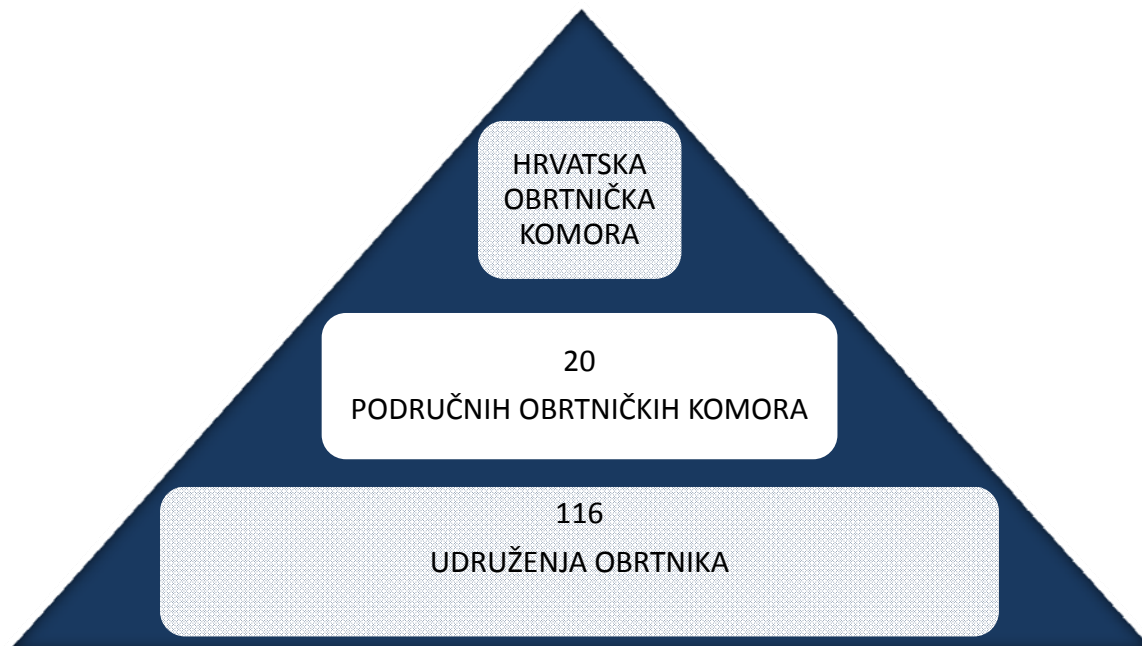 HRVATSKA
OBRTNIČKA
KOMORA
20
PODRUČNIH OBRTNIČKIH KOMORA
116
UDRUŽENJA OBRTNIKA